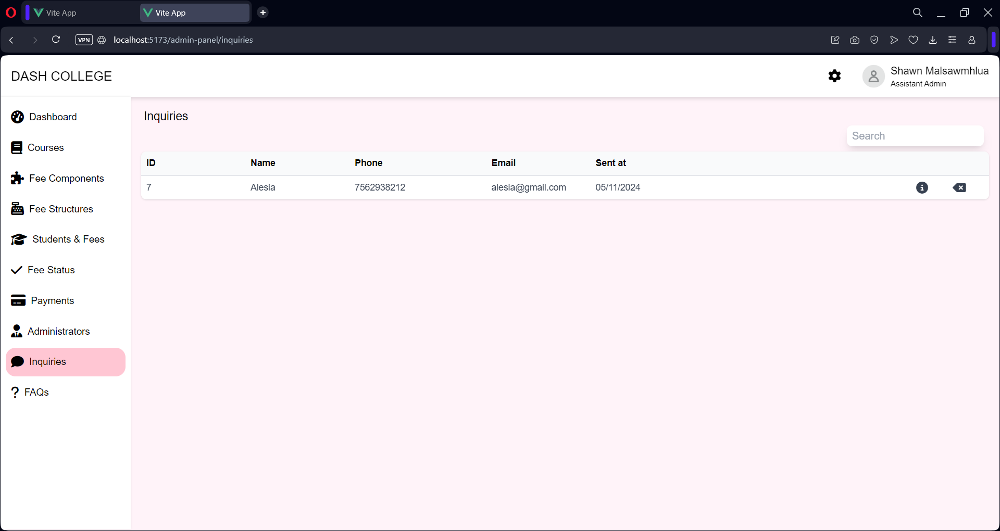 Vite App
Vite App
VPN
localhost:5173/admin-panel/inquiries
DASH COLLEGE
Shawn Malsawmhlua
Assistant Admin
Dashboard
Courses
Fee Components
Fee Structures
Students & Fees
Fee Status
Payments
Administrators
Inquiries
FAQs
Inquiries
Search
ID Name Phone Email Sent at
7 Alesia 7562938212 alesia@gmail.com 05/11/2024